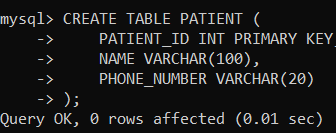 mysql> CREATE TABLE PATIENT (
    ->     PATIENT_ID INT PRIMARY KEY,
    ->     NAME VARCHAR(100),
    ->     PHONE_NUMBER VARCHAR(20)
    -> );
Query OK, 0 rows affected (0.01 sec)